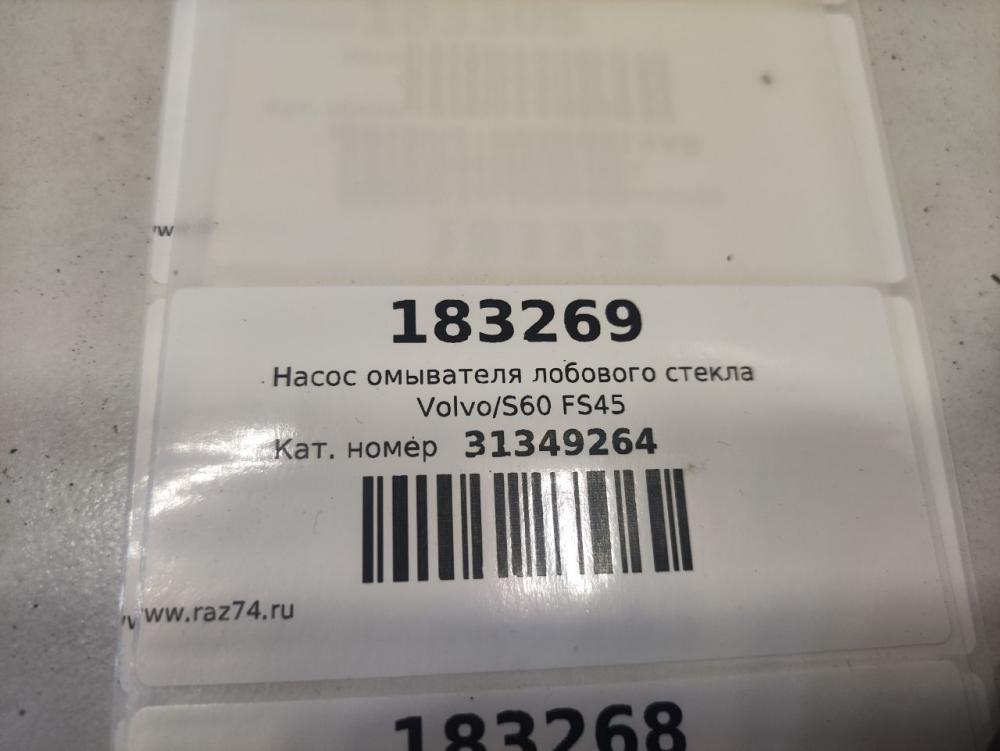 183269
Насос омывателя лобового стекла
Volvo/S60 FS45
Кат. номер 31349264
www.raz74.ru
183268